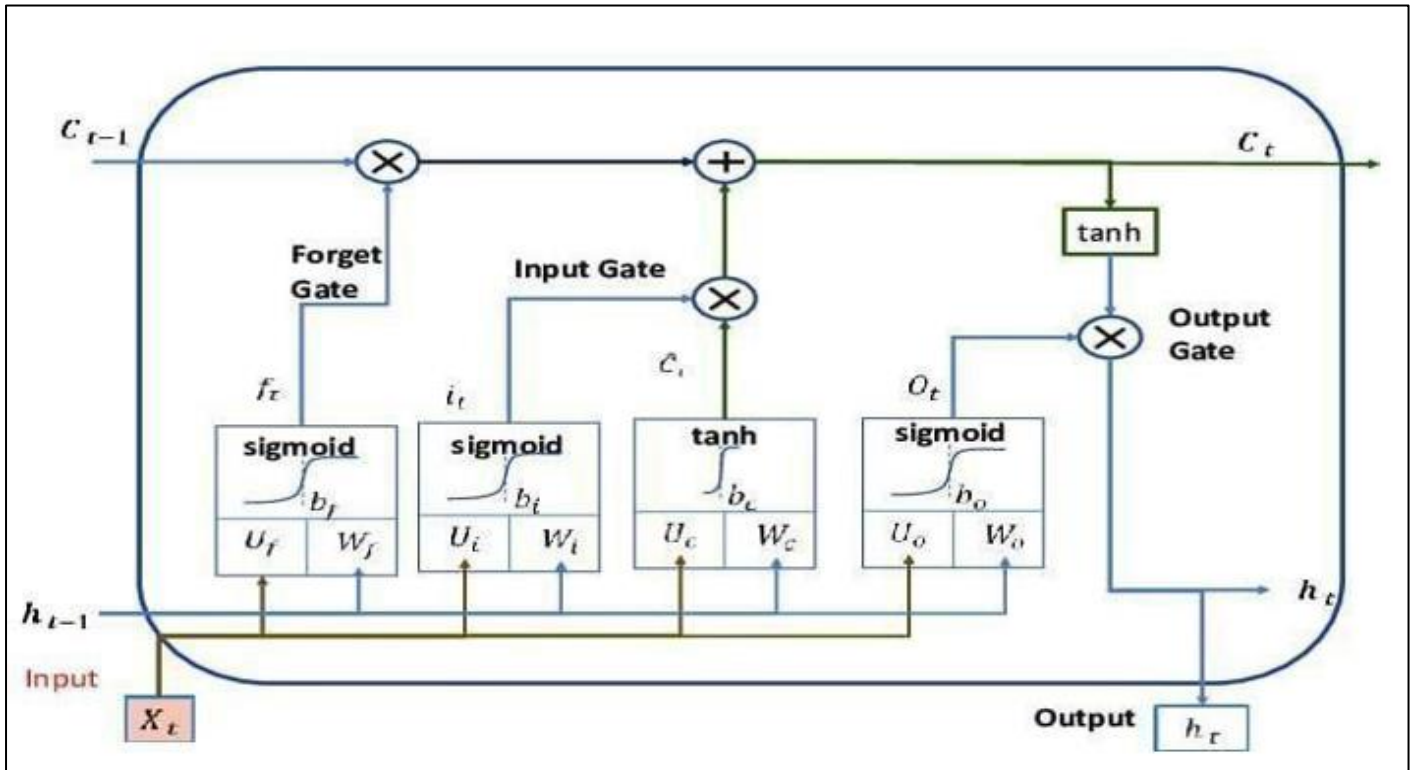 C t−1
C t
tanh
Forget
Gate
Input Gate
Output
Gate
f t
i t
O t
sigmoid
sigmoid
tanh
sigmoid
b f
b i
b c
b o
U f
W f
U i
W i
U c
W c
U o
W o
h t−1
h t
Input
X t
Output
h t